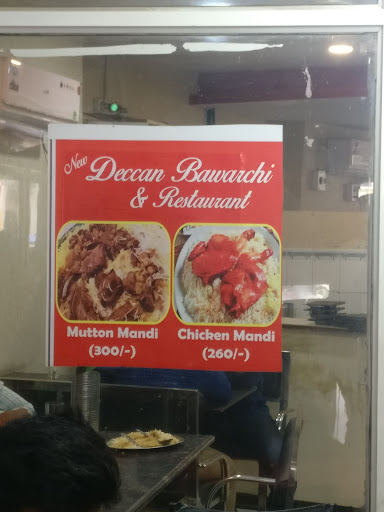 New Deccan Bawarchi
& Restaurant
Mutton Mandi
(300/-)
Chicken Mandi
(260/-)